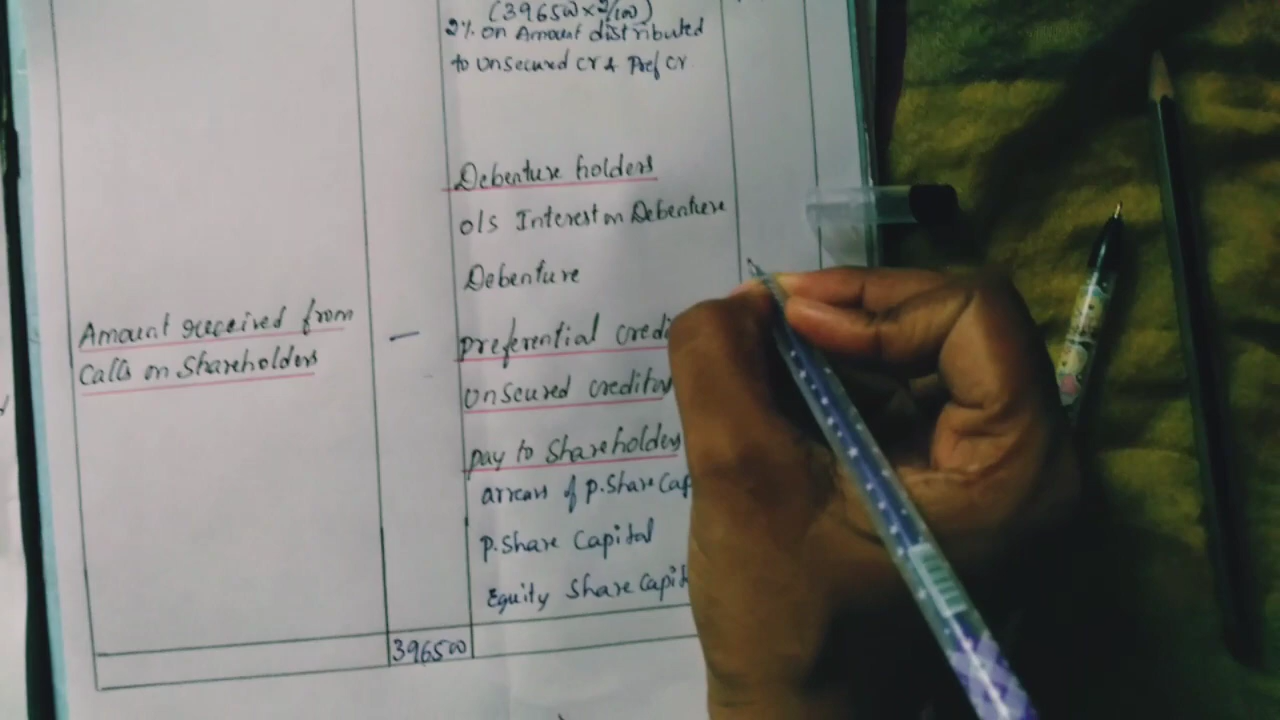 (396500×2/100)
2% on Amount distributed
to unsecured cr & Pref cr.
Debenture holders
o/s Interest on Debenture
Debenture
Amount received from
Calls on Shareholders
—
preferential credi
unscured creditor
pay to Shareholders
arrears of p.Share Cap
p.share Capital
Equity Share Capit
396500